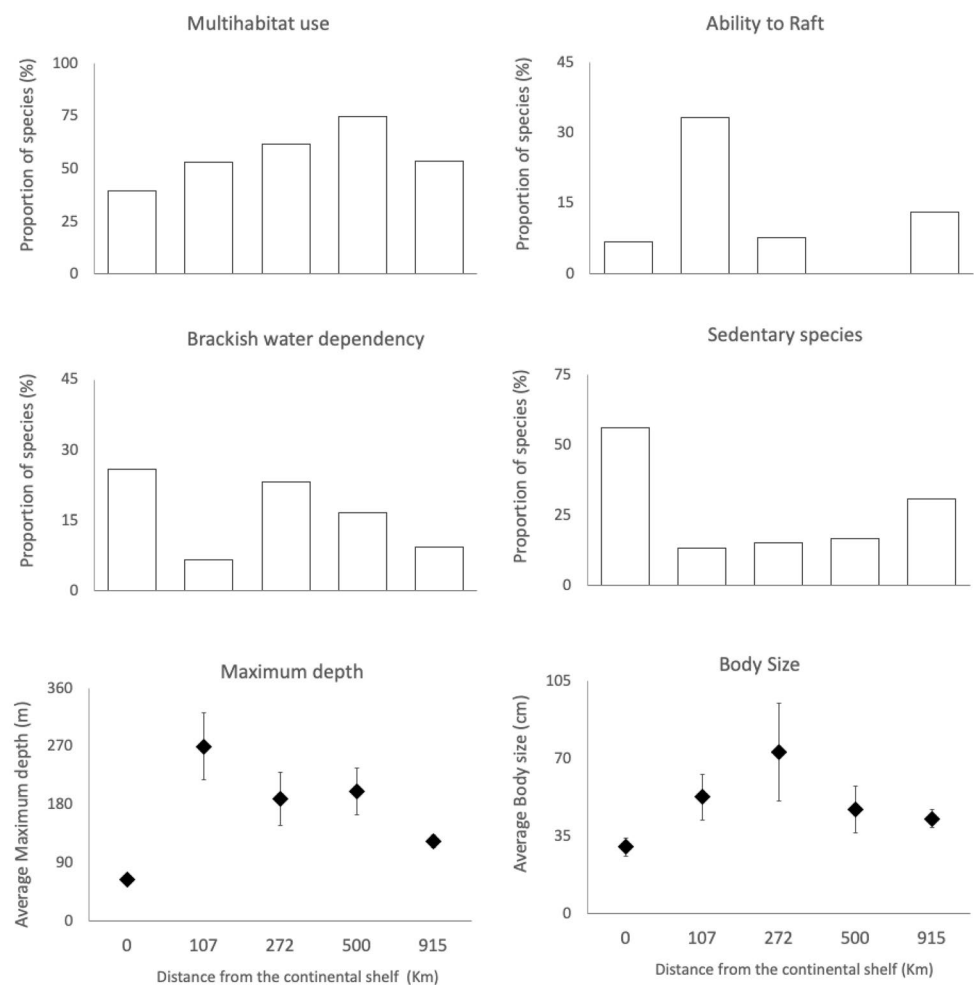 Multihabitat use
Proportion of species (%)
100
75
50
25
0
Ability to Raft
Proportion of species (%)
45
30
15
0
Brackish water dependency
Proportion of species (%)
45
30
15
0
Sedentary species
Proportion of species (%)
75
50
25
0
Maximum depth
Average Maximum depth (m)
360
270
180
90
0
0 107 272 500 915
Distance from the continental shelf (Km)
Body Size
Average Body size (cm)
105
70
35
0
0 107 272 500 915
Distance from the continental shelf (Km)